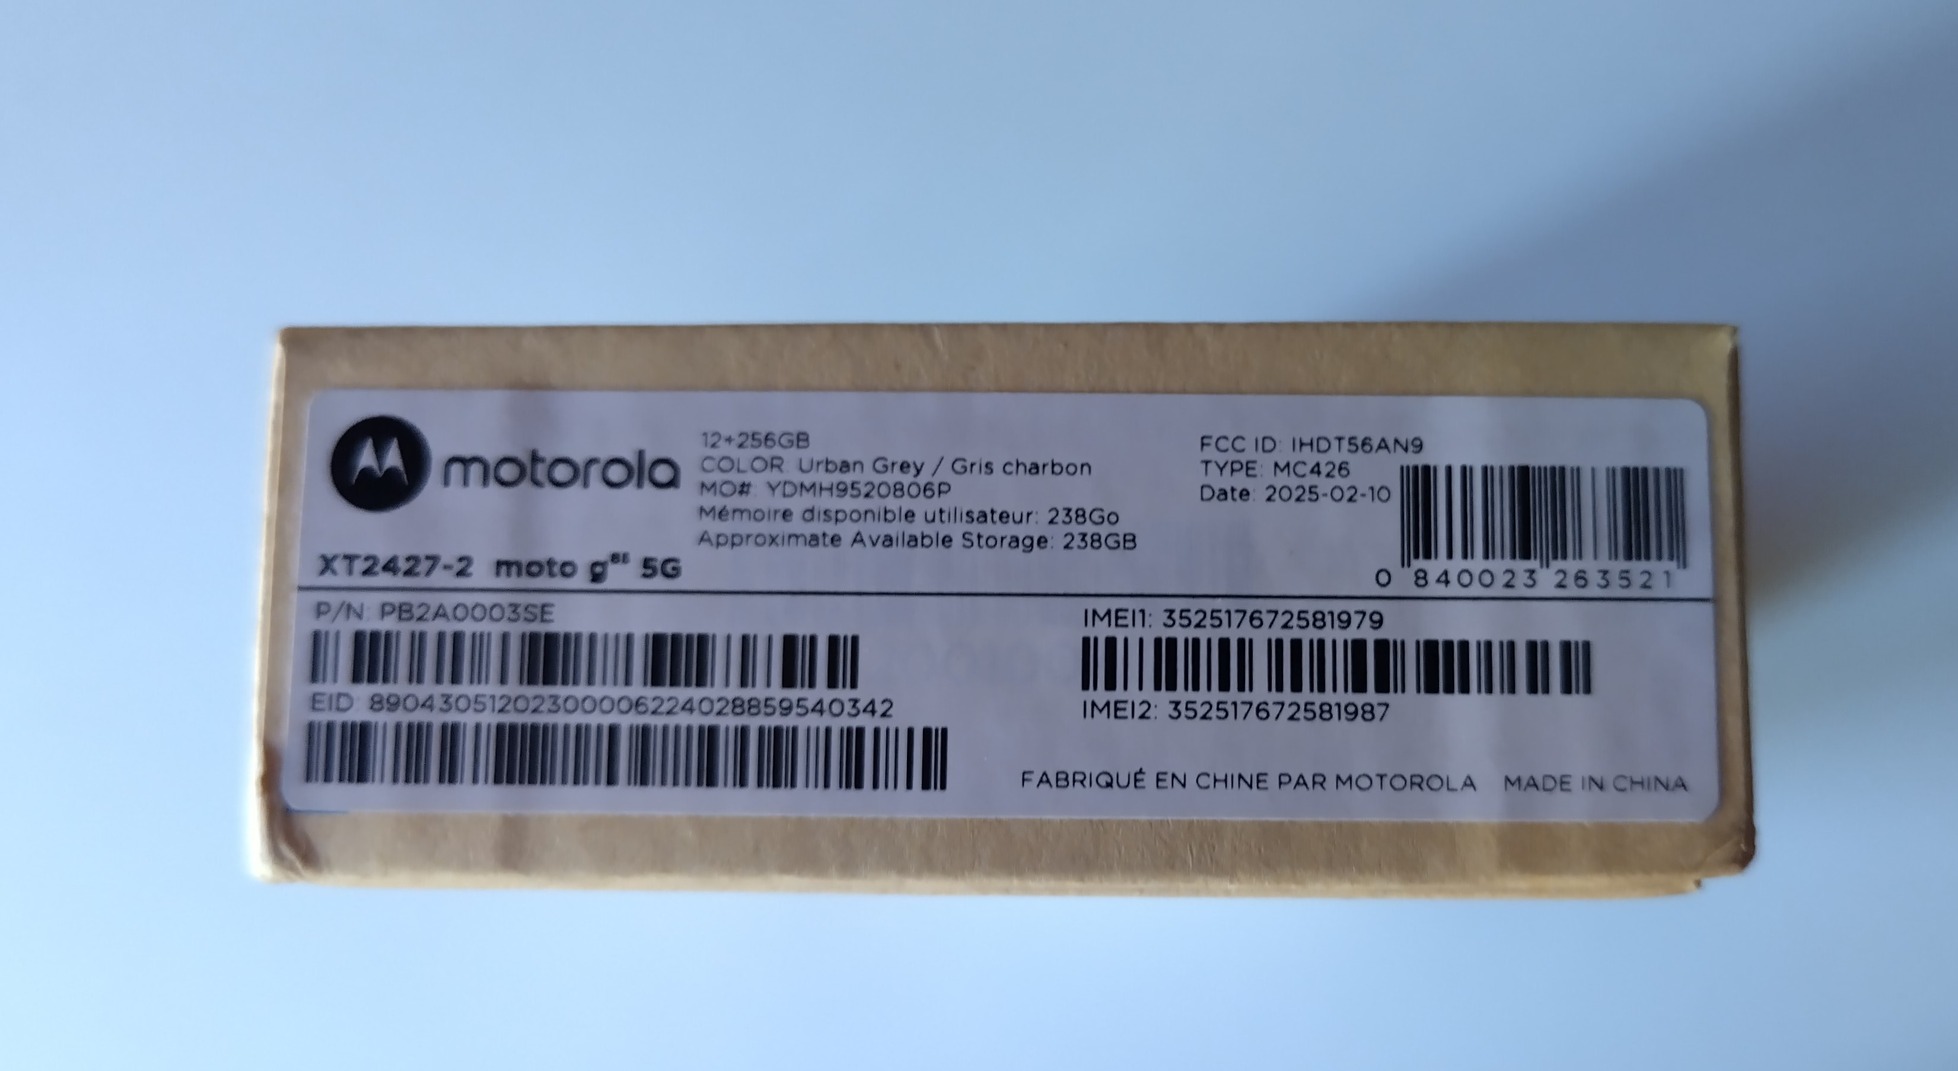 motorola
12+256GB
COLOR: Urban Grey / Gris charbon
MO#: YDMH9520806P
Mémoire disponible utilisateur: 238Go
Approximate Available Storage: 238GB
XT2427-2 moto g⁸⁵ 5G
FCC ID: IHDT56AN9
TYPE: MC426
Date: 2025-02-10
0 840023 263521
P/N: PB2A0003SE
EID: 89043051202300006224028859540342
IMEI1: 352517672581979
IMEI2: 352517672581987
FABRIQUÉ EN CHINE PAR MOTOROLA MADE IN CHINA